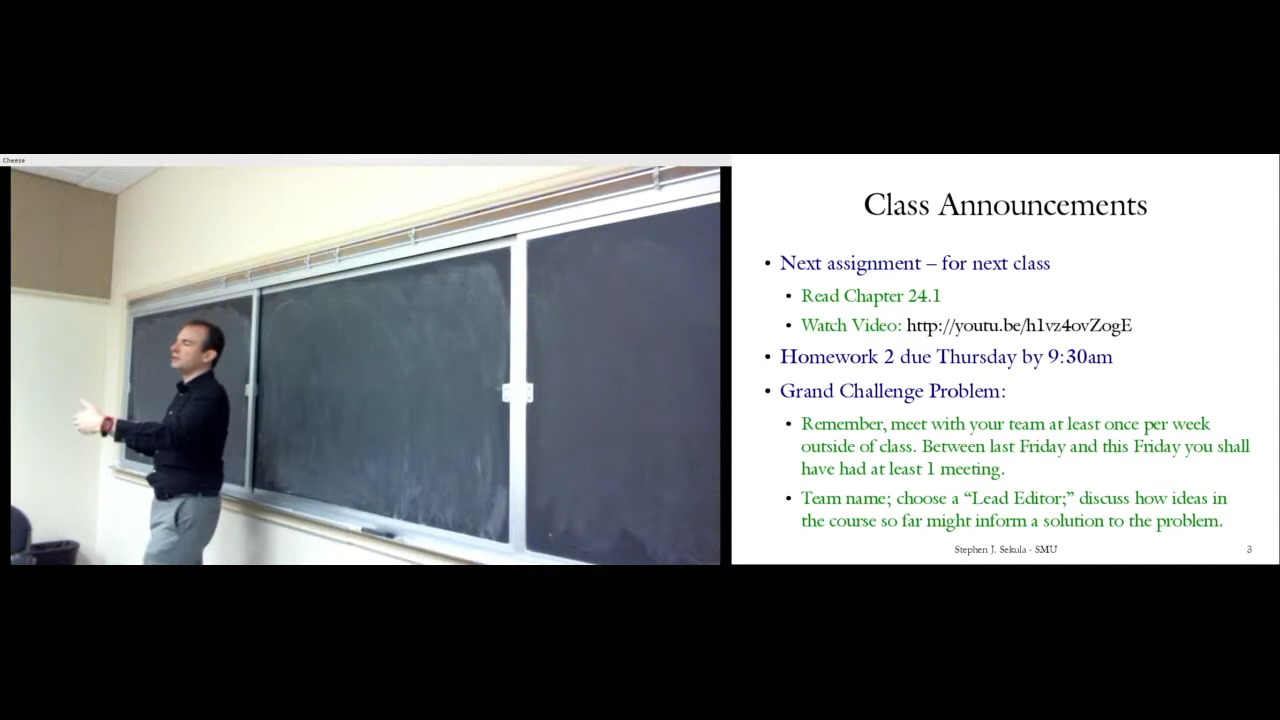 Cheese
Class Announcements
• Next assignment – for next class
• Read Chapter 24.1
• Watch Video: http://youtu.be/h1vz4ovZogE
• Homework 2 due Thursday by 9:30am
• Grand Challenge Problem:
• Remember, meet with your team at least once per week
outside of class. Between last Friday and this Friday you shall
have had at least 1 meeting.
• Team name; choose a “Lead Editor;” discuss how ideas in
the course so far might inform a solution to the problem.
Stephen J. Sekula - SMU
3